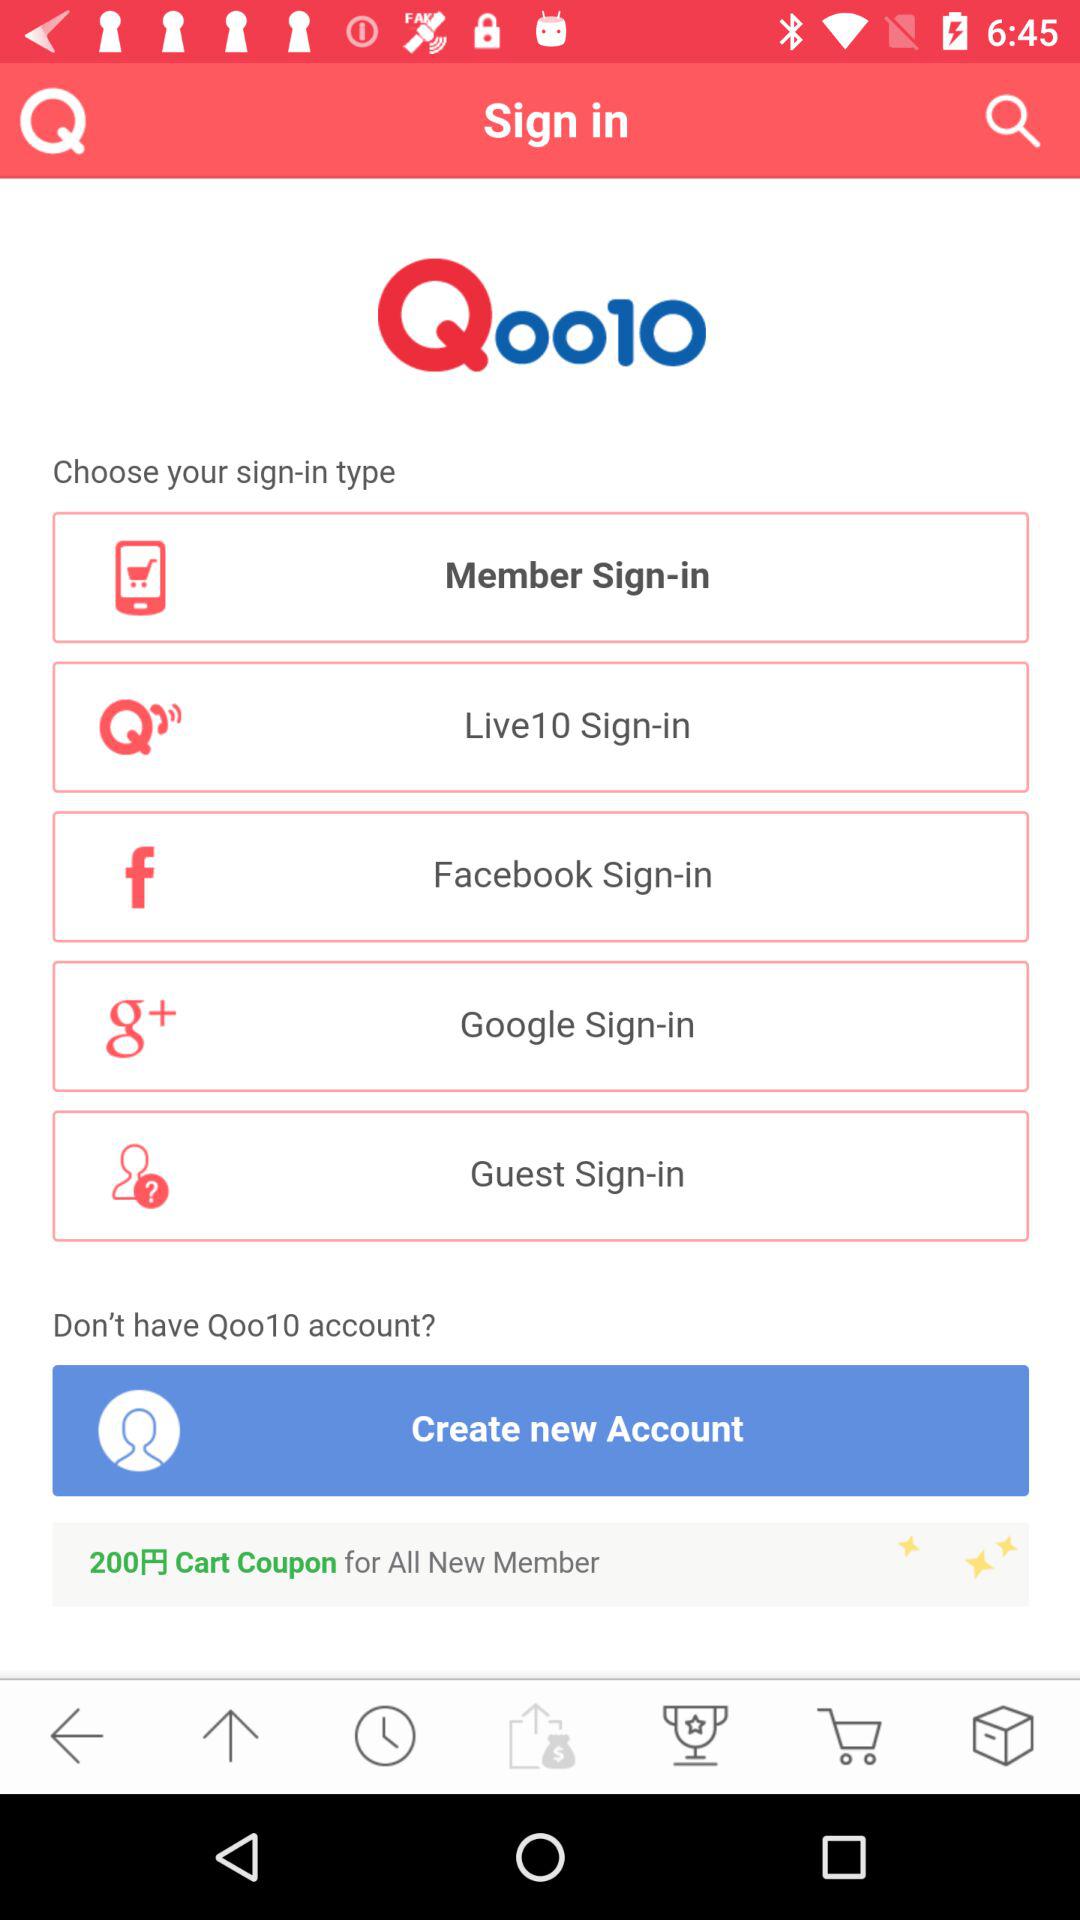 FAKE
6:45
Sign in
Qoo10
Choose your sign-in type
Member Sign-in
Live10 Sign-in
Facebook Sign-in
g+
Google Sign-in
?
Guest Sign-in
Don’t have Qoo10 account?
Create new Account
200円 Cart Coupon for All New Member
$